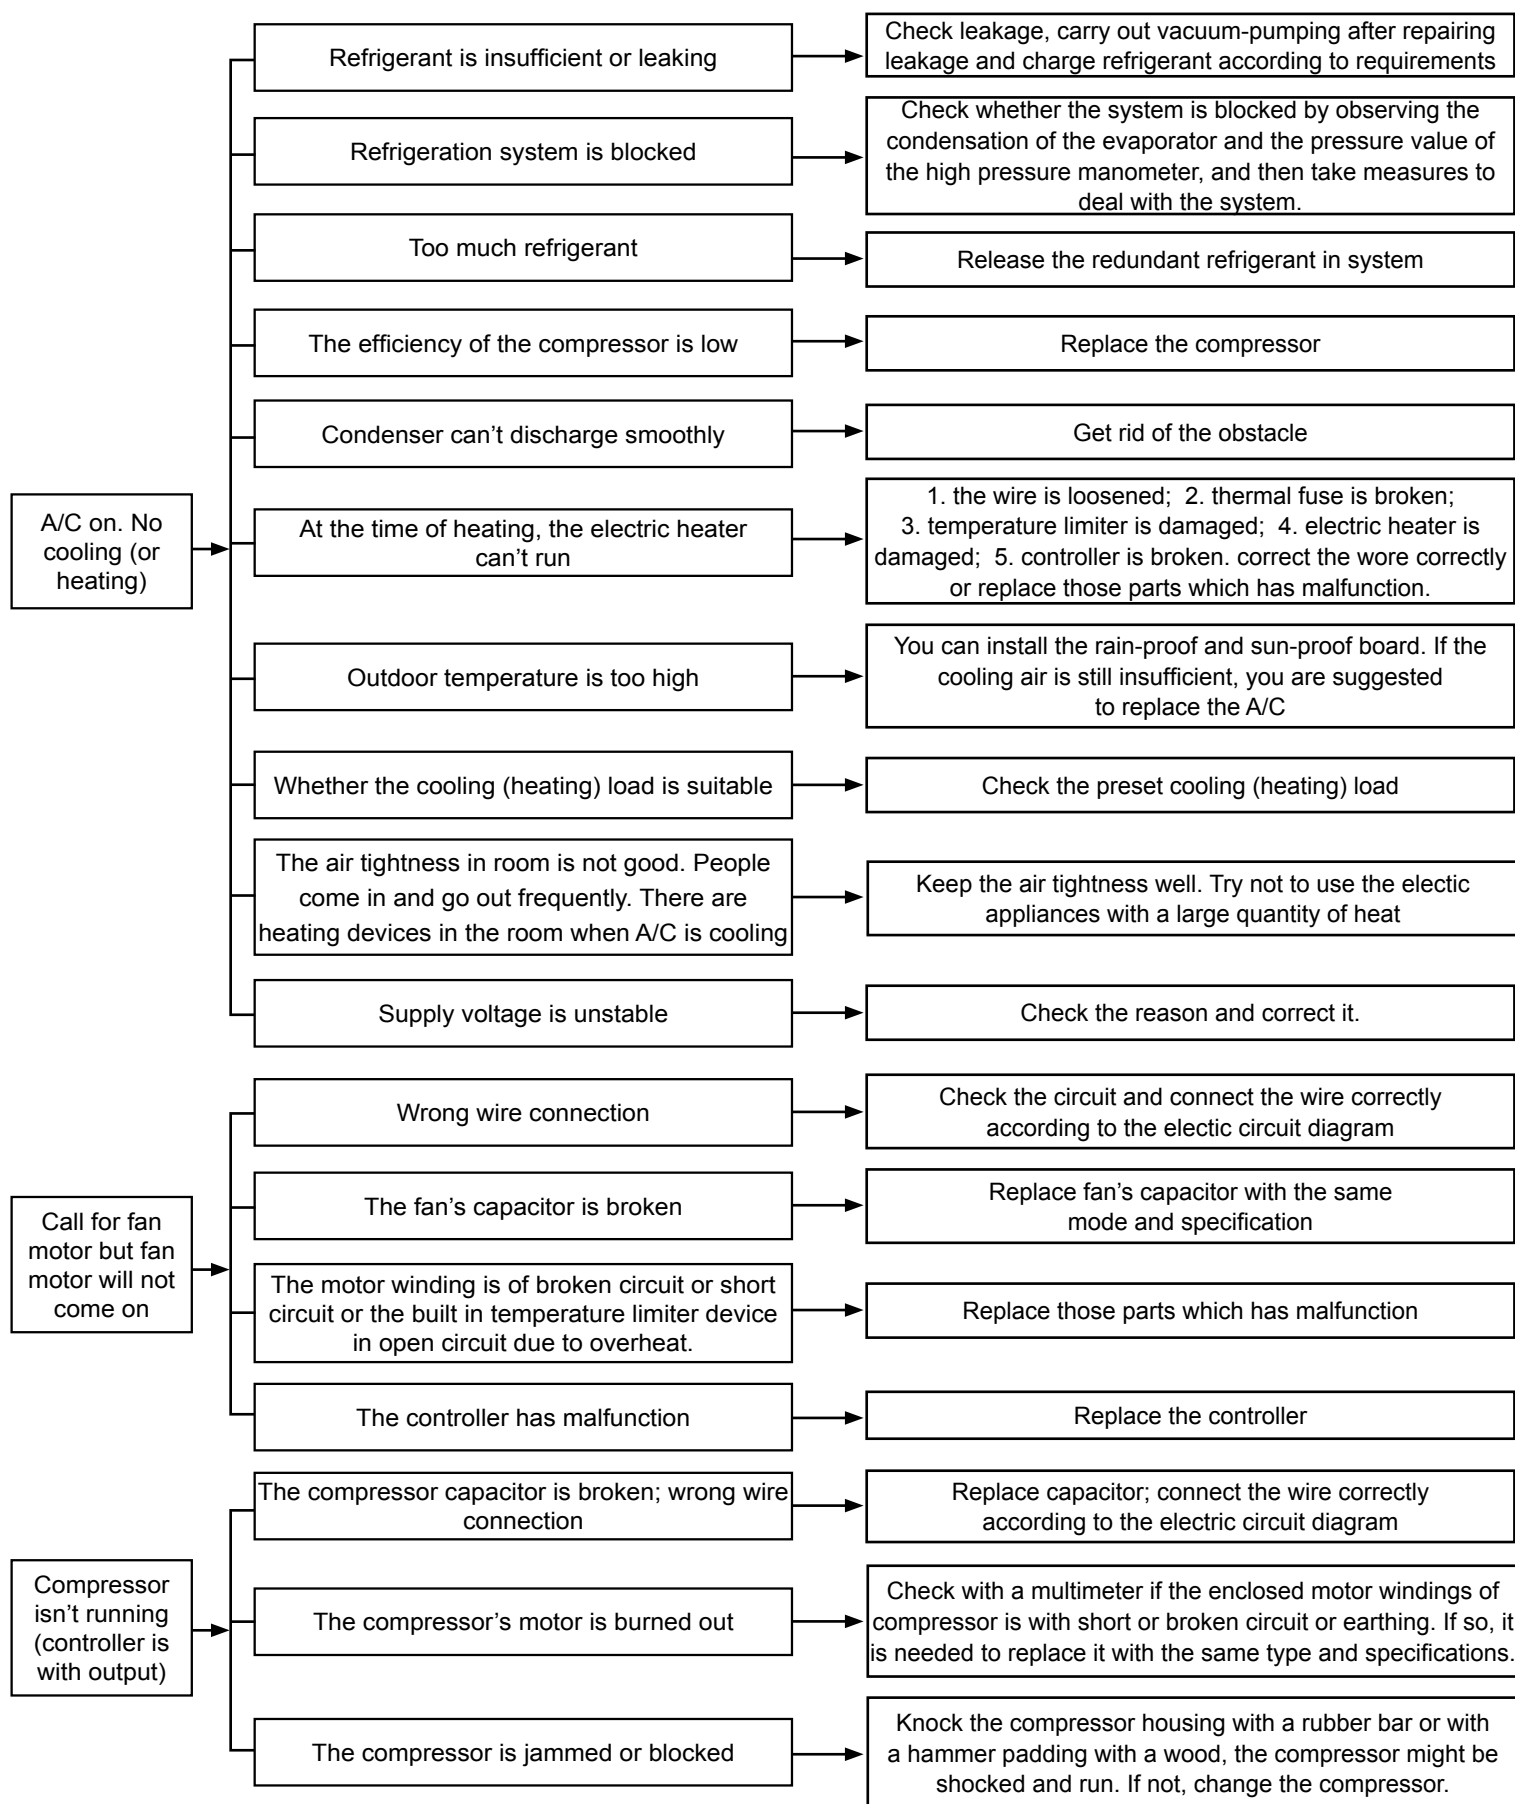 Refrigerant is insufficient or leaking
Check leakage, carry out vacuum-pumping after repairing
leakage and charge refrigerant according to requirements
Refrigeration system is blocked
Check whether the system is blocked by observing the
condensation of the evaporator and the pressure value of
the high pressure manometer, and then take measures to
deal with the system.
Too much refrigerant
Release the redundant refrigerant in system
The efficiency of the compressor is low
Replace the compressor
Condenser can’t discharge smoothly
Get rid of the obstacle
A/C on. No
cooling (or
heating)
At the time of heating, the electric heater
can’t run
1. the wire is loosened; 2. thermal fuse is broken;
3. temperature limiter is damaged; 4. electric heater is
damaged; 5. controller is broken. correct the wore correctly
or replace those parts which has malfunction.
Outdoor temperature is too high
You can install the rain-proof and sun-proof board. If the
cooling air is still insufficient, you are suggested
to replace the A/C
Whether the cooling (heating) load is suitable
Check the preset cooling (heating) load
The air tightness in room is not good. People
come in and go out frequently. There are
heating devices in the room when A/C is cooling
Keep the air tightness well. Try not to use the electic
appliances with a large quantity of heat
Supply voltage is unstable
Check the reason and correct it.
Wrong wire connection
Check the circuit and connect the wire correctly
according to the electic circuit diagram
Call for fan
motor but fan
motor will not
come on
The fan’s capacitor is broken
Replace fan’s capacitor with the same
mode and specification
The motor winding is of broken circuit or short
circuit or the built in temperature limiter device
in open circuit due to overheat.
Replace those parts which has malfunction
The controller has malfunction
Replace the controller
The compressor capacitor is broken; wrong wire
connection
Replace capacitor; connect the wire correctly
according to the electric circuit diagram
Compressor
isn’t running
(controller is
with output)
The compressor’s motor is burned out
Check with a multimeter if the enclosed motor windings of
compressor is with short or broken circuit or earthing. If so, it
is needed to replace it with the same type and specifications.
The compressor is jammed or blocked
Knock the compressor housing with a rubber bar or with
a hammer padding with a wood, the compressor might be
shocked and run. If not, change the compressor.